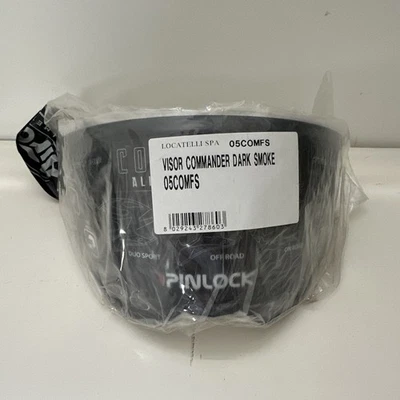 LOCATELLI SPA 05COMFS
VISOR COMMANDER DARK SMOKE
05COMFS
8 029243 278603
DUO SPORT OFF ROAD
PINLOCK